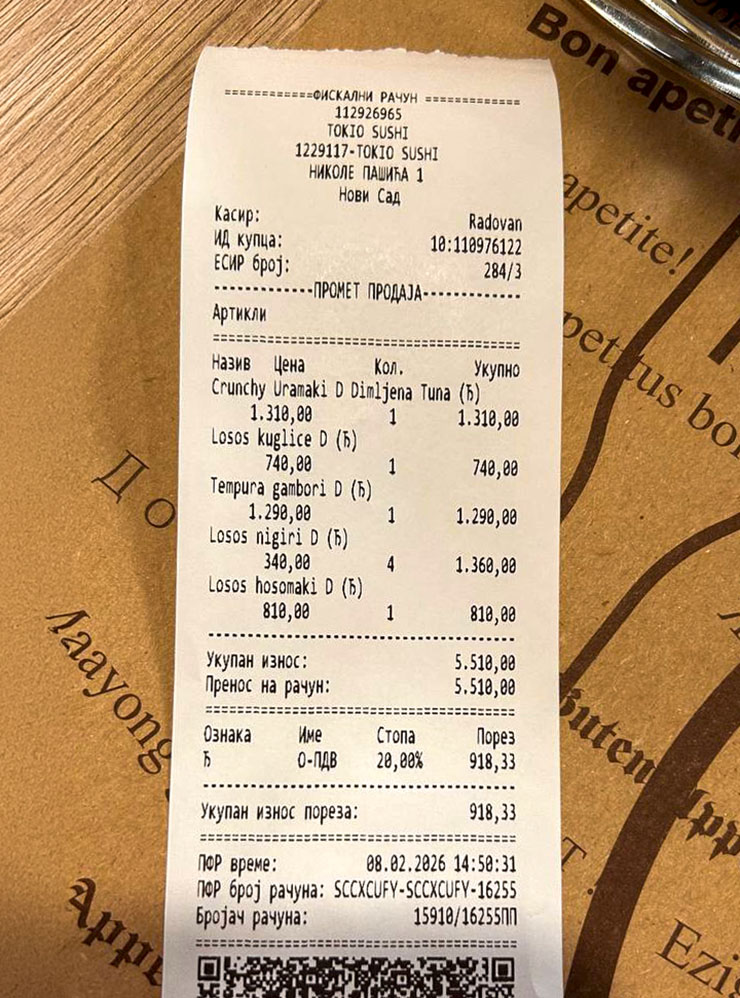 ============ФИСКАЛНИ РАЧУН ============
112926965
TOKIO SUSHI
1229117-TOKIO SUSHI
НИКОЛЕ ПАШИЋА 1
Нови Сад
Касир: Radovan
ИД купца: 10:110976122
ЕСИР број: 284/3
-------------ПРОМЕТ ПРОДАЈА-------------
Артикли
========================================
Назив Цена Кол. Укупно
Crunchy Uramaki D Dimljena Tuna (Ђ)
1.310,00 1 1.310,00
Losos kuglice D (Ђ)
740,00 1 740,00
Tempura gambori D (Ђ)
1.290,00 1 1.290,00
Losos nigiri D (Ђ)
340,00 4 1.360,00
Losos hosomaki D (Ђ)
810,00 1 810,00
----------------------------------------
Укупан износ: 5.510,00
Пренос на рачун: 5.510,00
========================================
Ознака Име Стопа Порез
Ђ О-ПДВ 20,00% 918,33
----------------------------------------
Укупан износ пореза: 918,33
========================================
ПФР време: 08.02.2026 14:50:31
ПФР број рачуна: SCCXCUFY-SCCXCUFY-16255
Бројач рачуна: 15910/16255ПП
========================================
Bon apeti
apetite!